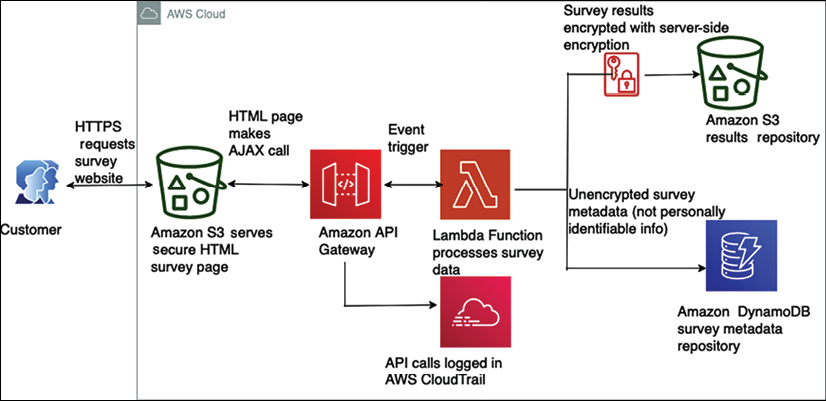 AWS Cloud
Survey results
encrypted with server-side
encryption
Amazon S3
results repository
HTTPS
requests
survey
website
HTML page
makes
AJAX call
Event
trigger
Customer
Amazon S3 serves
secure HTML
survey page
Amazon API
Gateway
Lambda Function
processes survey
data
Unencrypted survey
metadata (not personally
identifiable info)
Amazon DynamoDB
survey metadata
repository
API calls logged in
AWS CloudTrail